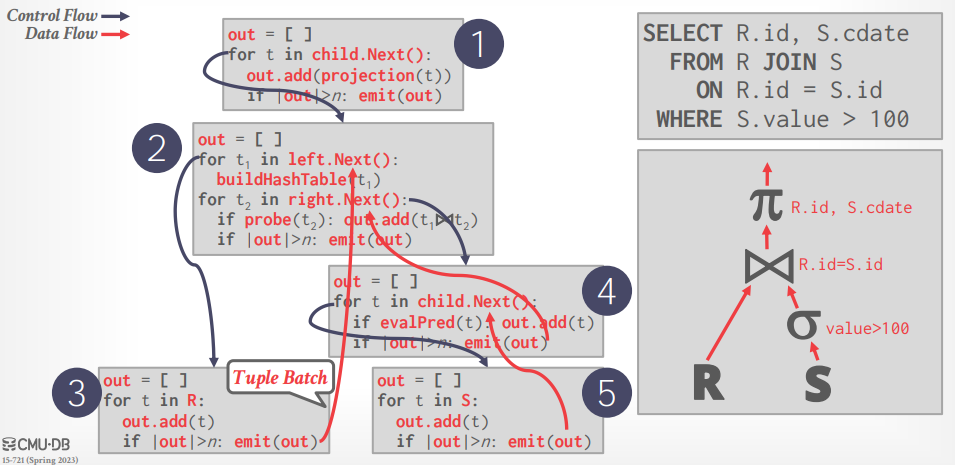 Control Flow
Data Flow
1
out = [ ]
for t in child.Next():
out.add(projection(t))
if |out|>n: emit(out)
2
out = [ ]
for t₁ in left.Next():
buildHashTable(t₁)
for t₂ in right.Next():
if probe(t₂): out.add(t₁⨝t₂)
if |out|>n: emit(out)
4
out = [ ]
for t in child.Next():
if evalPred(t): out.add(t)
if |out|>n: emit(out)
3
out = [ ]
for t in R:
out.add(t)
if |out|>n: emit(out)
Tuple Batch
5
out = [ ]
for t in S:
out.add(t)
if |out|>n: emit(out)
SELECT R.id, S.cdate
FROM R JOIN S
ON R.id = S.id
WHERE S.value > 100
π R.id, S.cdate
⨝ R.id=S.id
σ value>100
R S
CMU·DB
15-721 (Spring 2023)